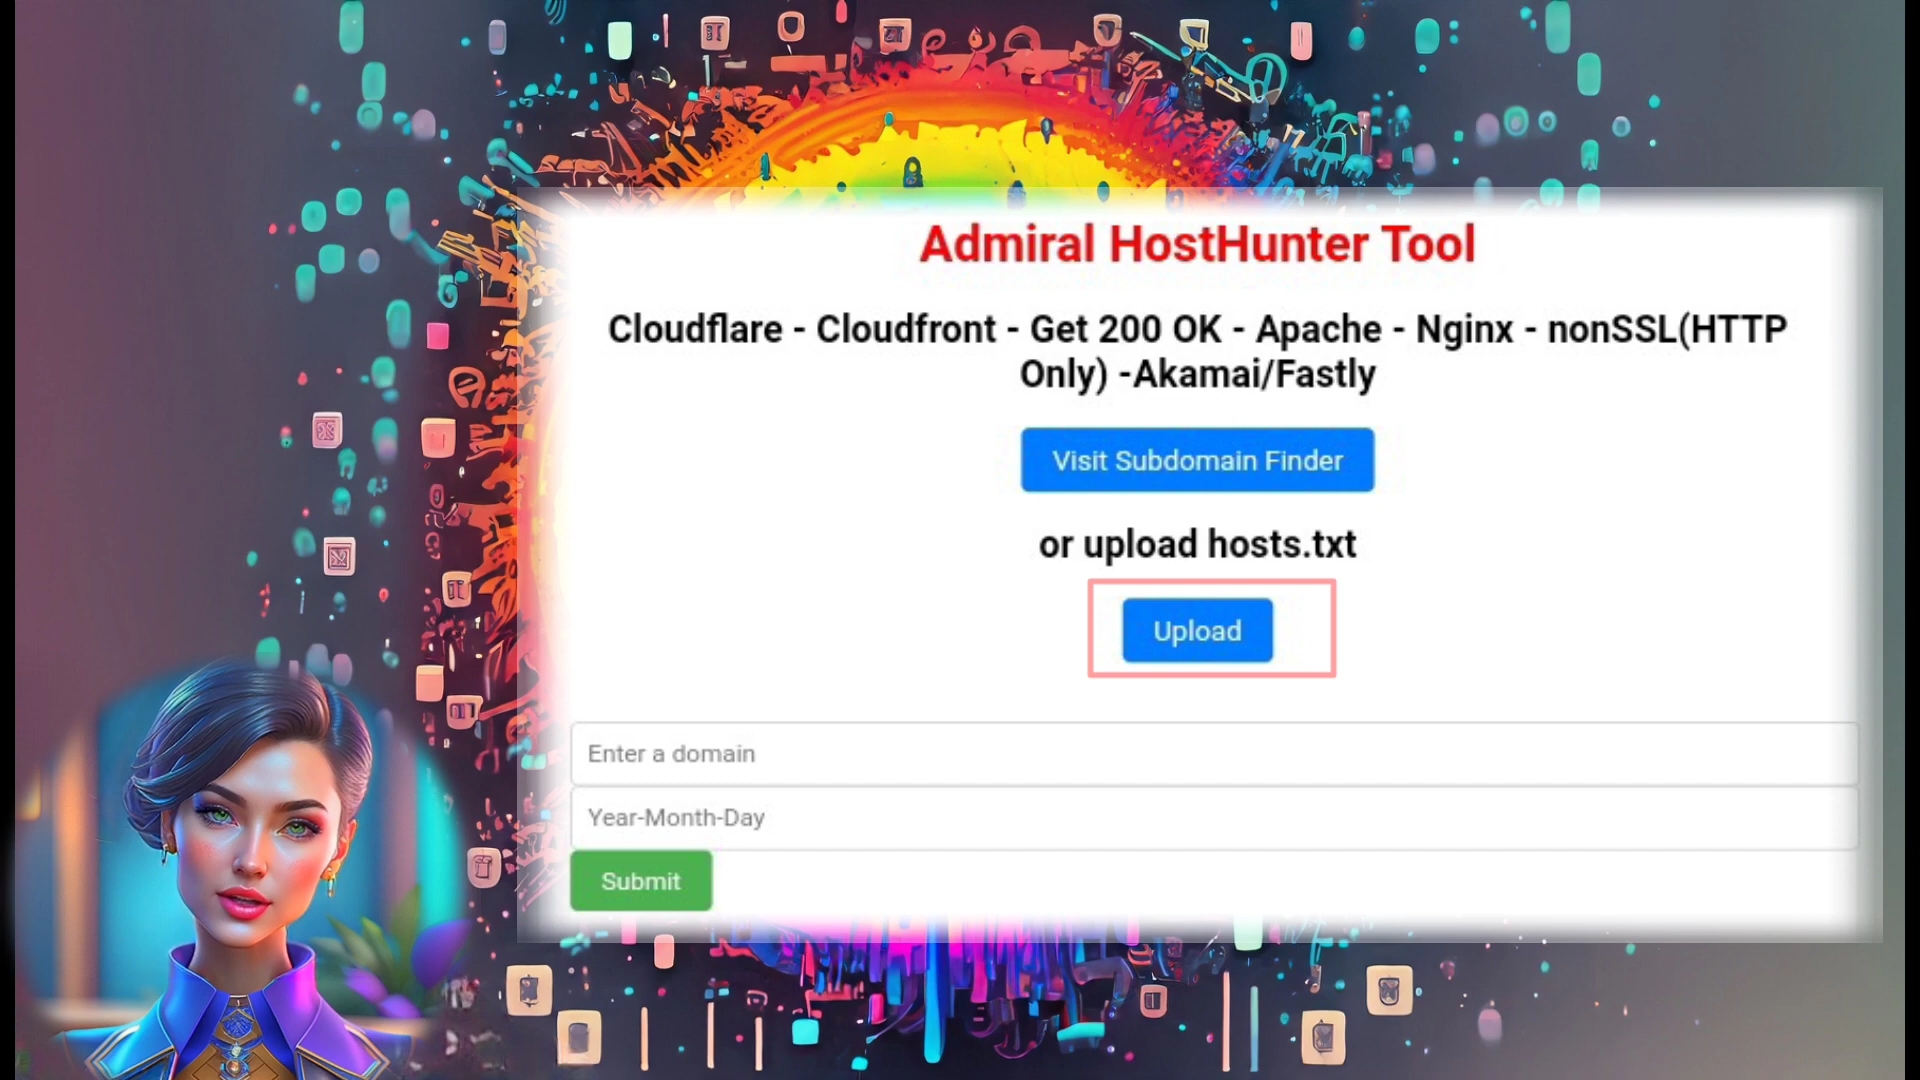 Admiral HostHunter Tool
Cloudflare - Cloudfront - Get 200 OK - Apache - Nginx - nonSSL(HTTP
Only) -Akamai/Fastly
Visit Subdomain Finder
or upload hosts.txt
Upload
Enter a domain
Year-Month-Day
Submit